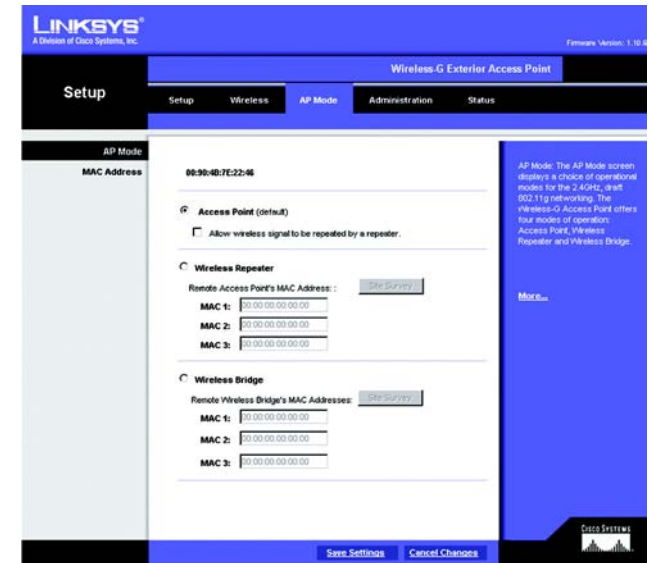 LINKSYS®
A Division of Cisco Systems, Inc.
Firmware Version: 1.10.6
Wireless-G Exterior Access Point
Setup
Setup Wireless AP Mode Administration Status
AP Mode
MAC Address
00:90:4B:7E:22:46
Access Point (default)
Allow wireless signal to be repeated by a repeater.
Wireless Repeater
Remote Access Point's MAC Address: :
Site Survey
MAC 1: 00:00:00:00:00:00
MAC 2: 00:00:00:00:00:00
MAC 3: 00:00:00:00:00:00
Wireless Bridge
Remote Wireless Bridge's MAC Addresses:
Site Survey
MAC 1: 00:00:00:00:00:00
MAC 2: 00:00:00:00:00:00
MAC 3: 00:00:00:00:00:00
AP Mode: The AP Mode screen
displays a choice of operational
modes for the 2.4GHz, draft
802.11g networking. The
Wireless-G Access Point offers
four modes of operation:
Access Point, Wireless
Repeater and Wireless Bridge.
More...
Save Settings Cancel Changes
CISCO SYSTEMS